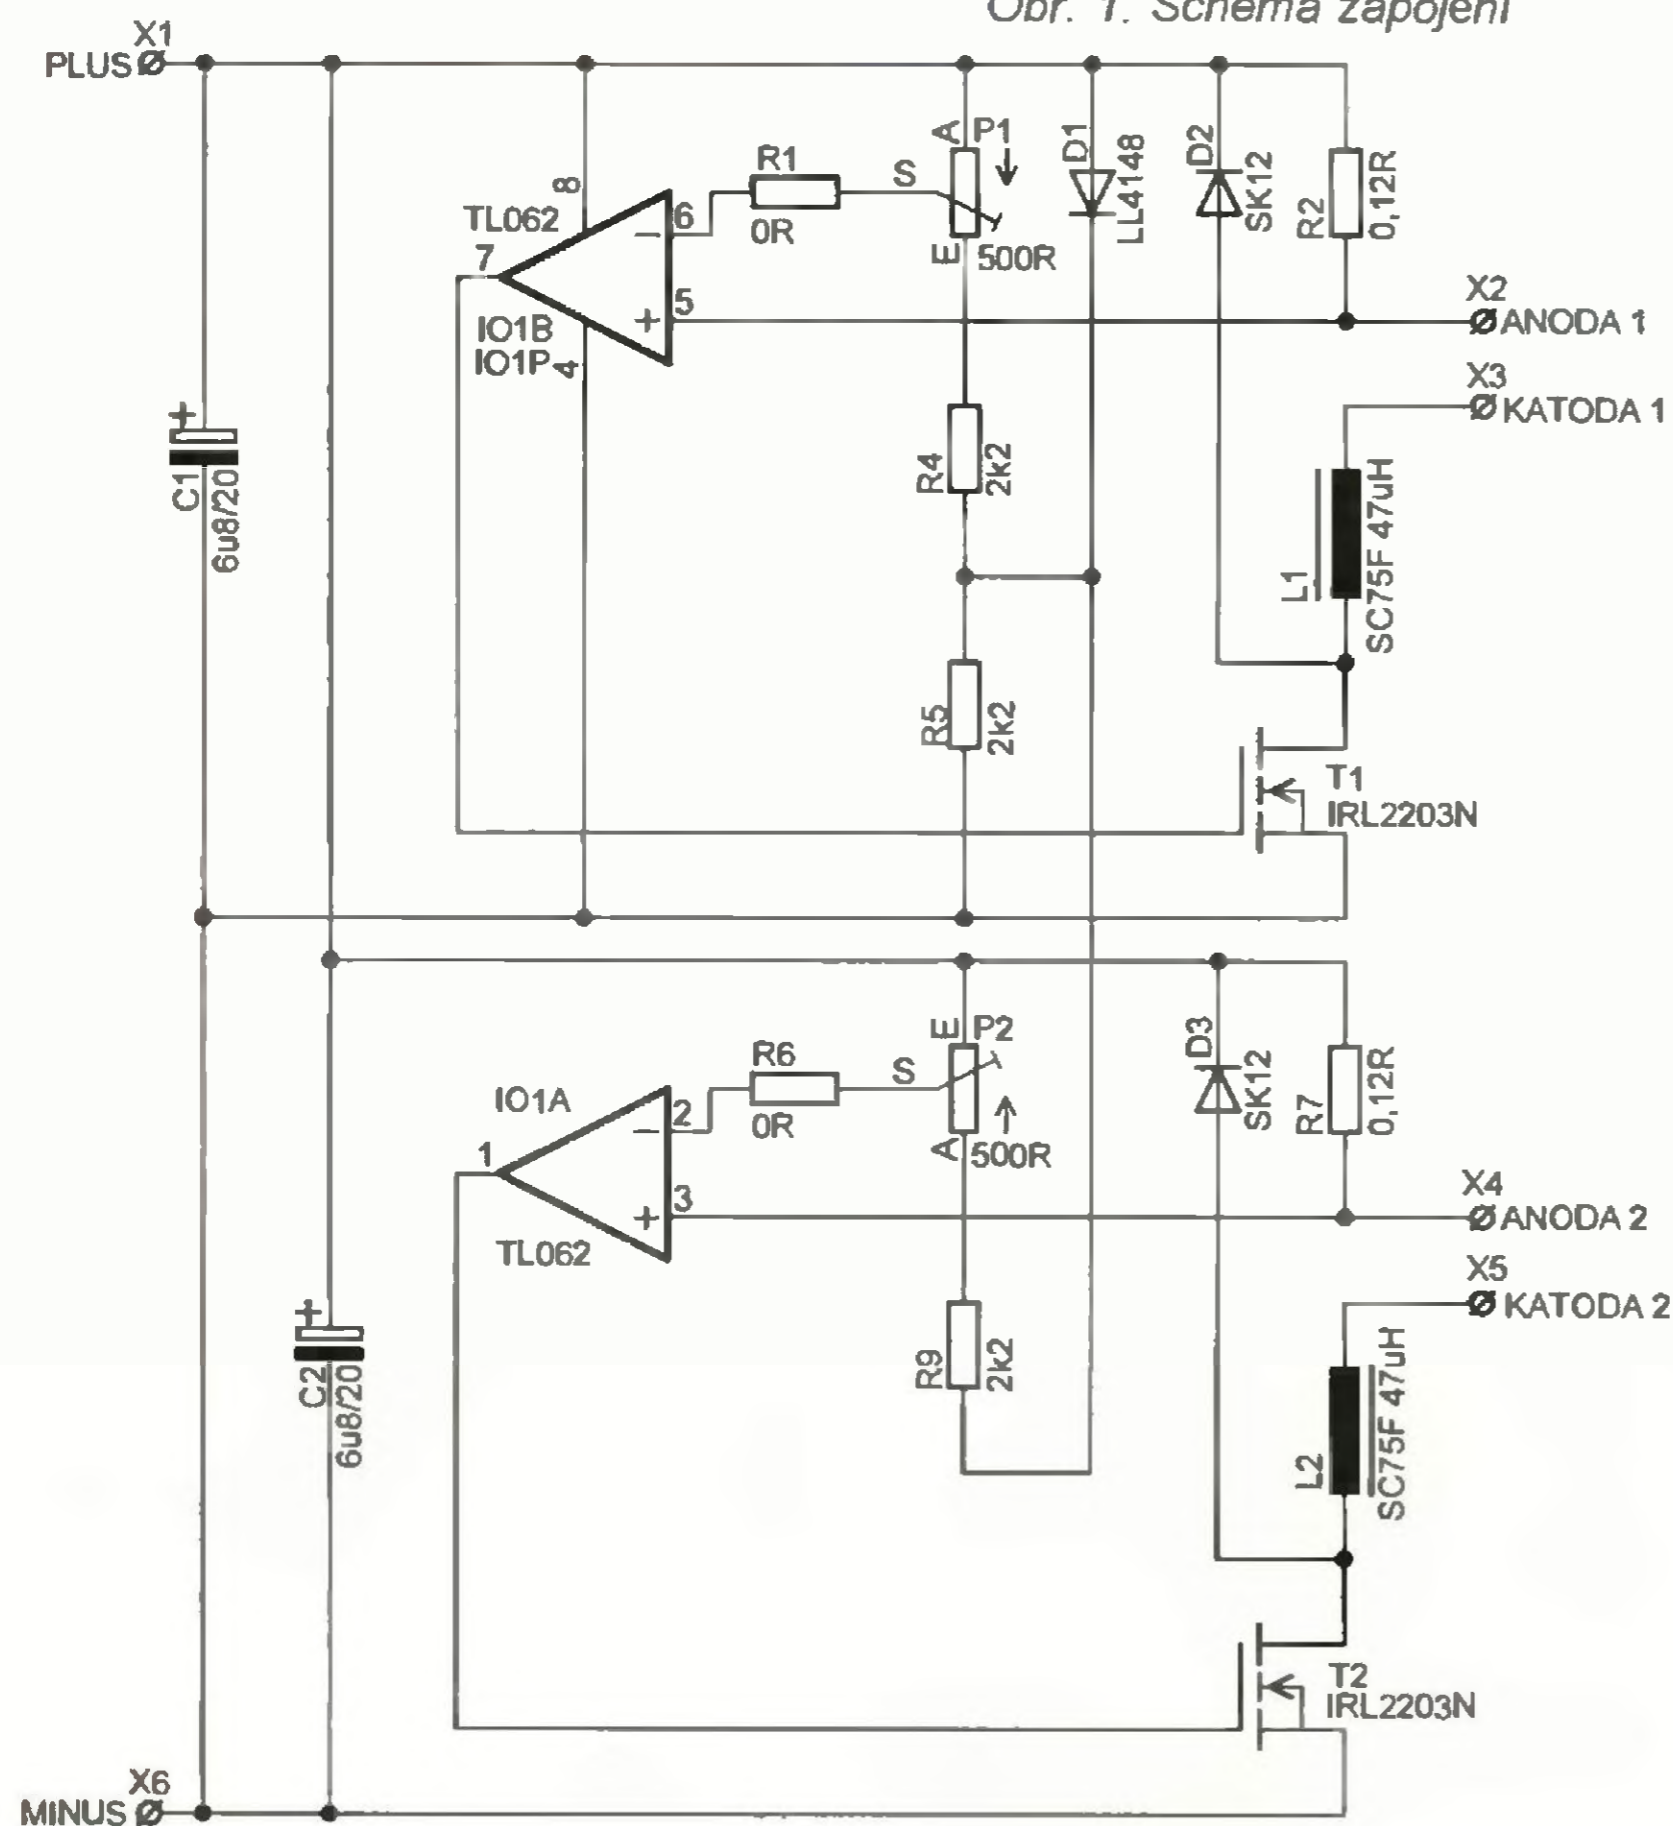 Obr. 1. Schéma zapojení
X1
PLUS
A
P1
D1
LL4148
D2
SK12
R2
0,12R
R1
0R
S
E
500R
8
TL062
6
7
−
5
+
IO1B
IO1P
4
X2
ANODA 1
X3
KATODA 1
+
C1
6u8/20
R4
2k2
L1
SC75F 47uH
R5
2k2
T1
IRL2203N
E
P2
D3
SK12
R7
0,12R
R6
0R
S
A
500R
IO1A
2
−
1
3
+
TL062
X4
ANODA 2
X5
KATODA 2
+
C2
6u8/20
R9
2k2
L2
SC75F 47uH
T2
IRL2203N
X6
MINUS